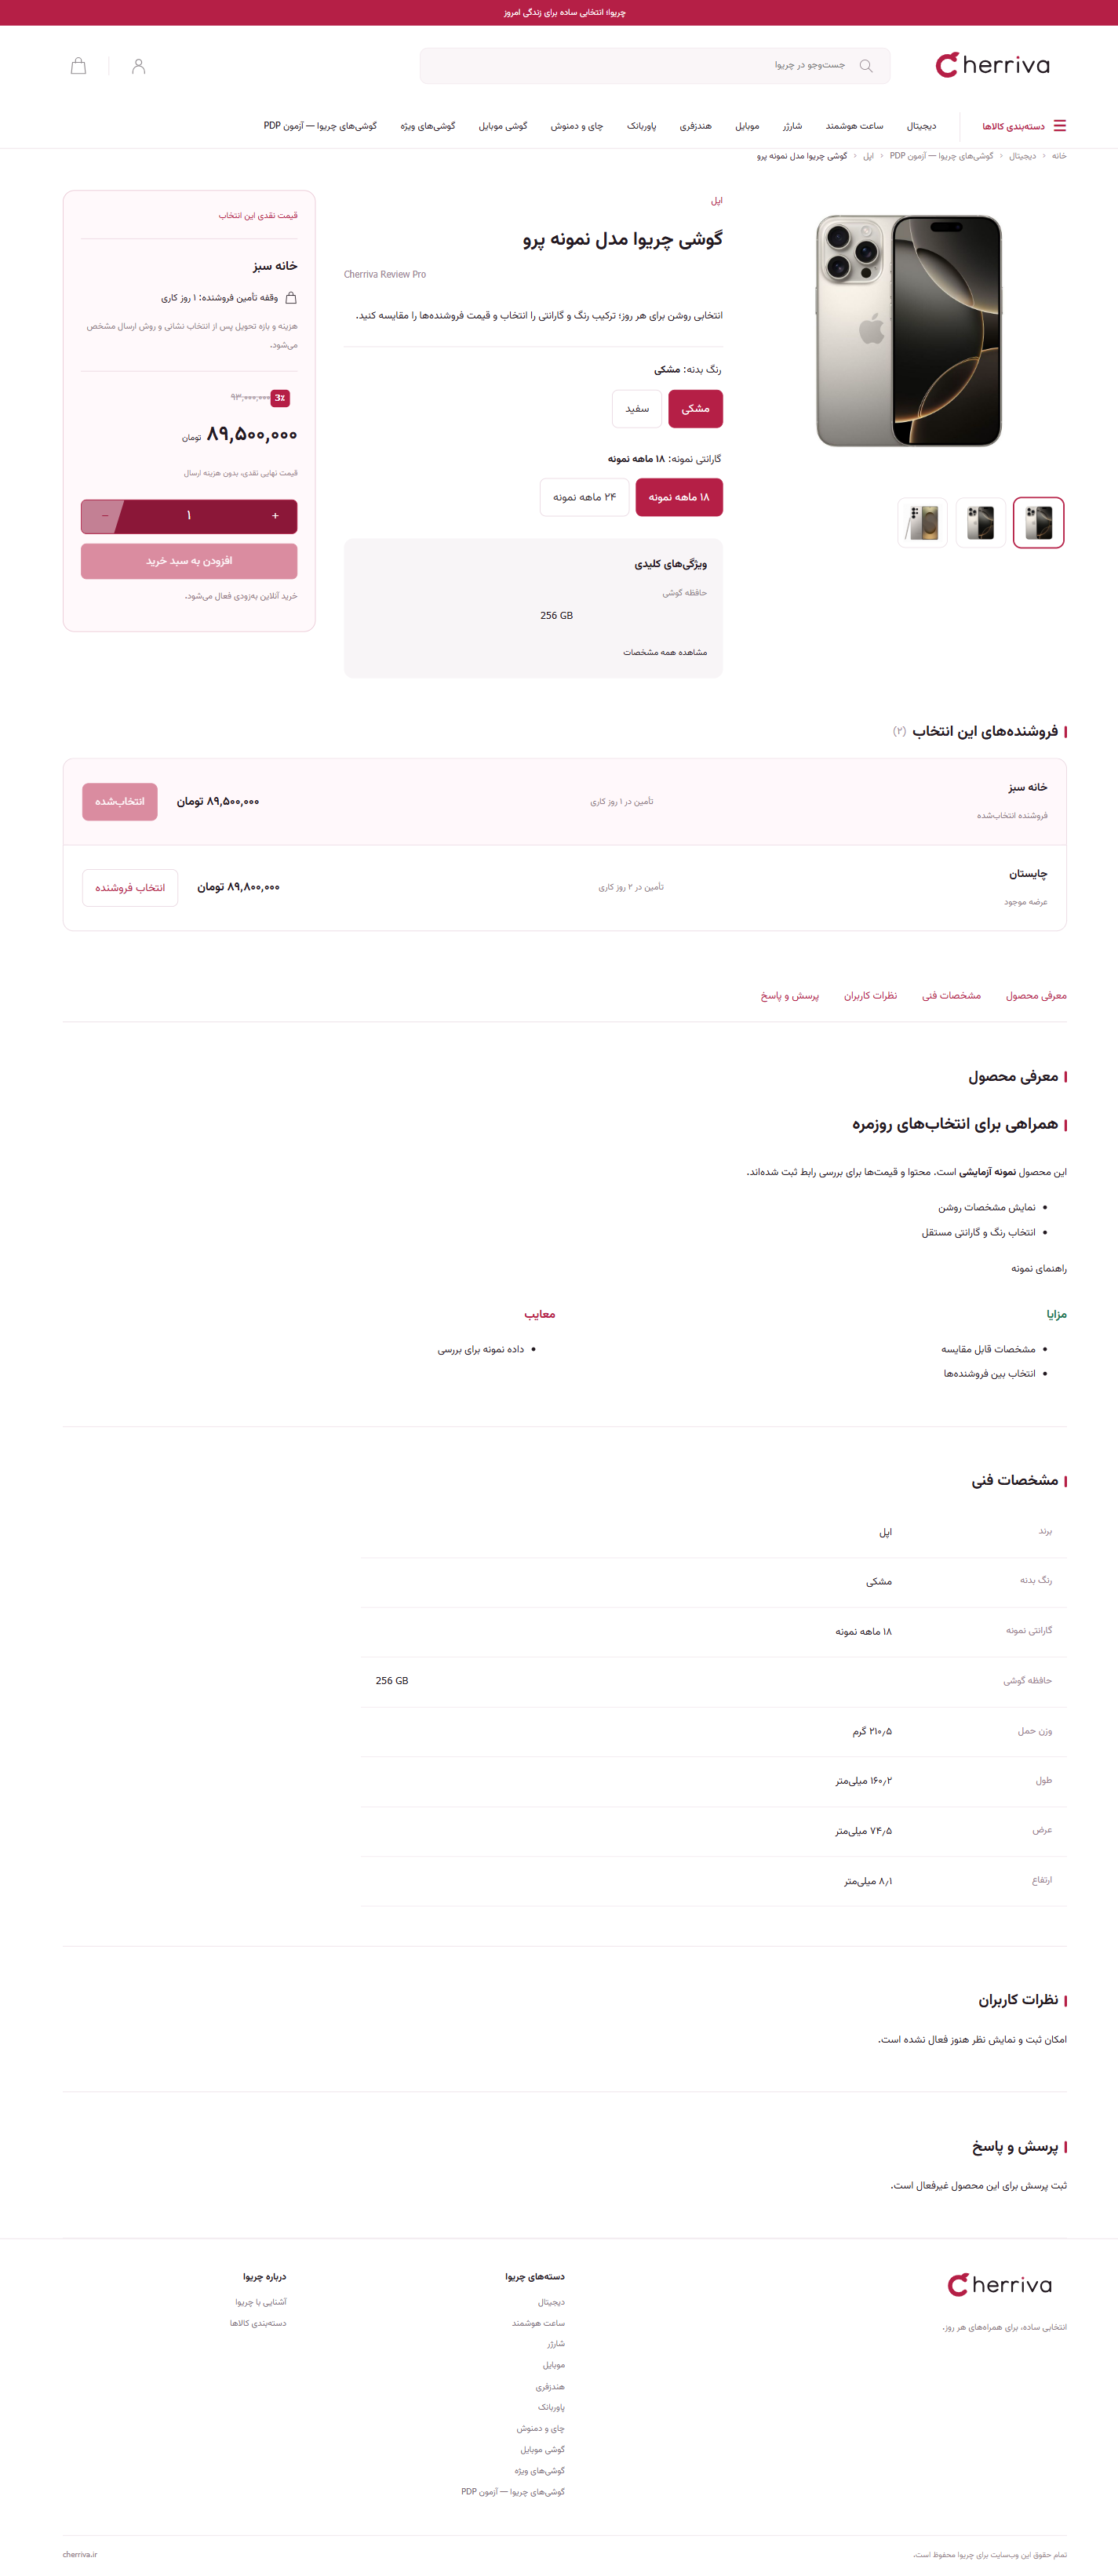 چریوا؛ انتخابی ساده برای زندگی امروز
Cherriva
جست‌وجو در چریوا
دسته‌بندی کالاها
دیجیتال
ساعت هوشمند
شارژر
موبایل
هندزفری
پاوربانک
چای و دمنوش
گوشی موبایل
گوشی‌های ویژه
گوشی‌های چریوا — آزمون PDP
خانه › دیجیتال › گوشی‌های چریوا — آزمون PDP › اپل › گوشی چریوا مدل نمونه پرو
اپل
گوشی چریوا مدل نمونه پرو
Cherriva Review Pro
انتخابی روشن برای هر روز؛ ترکیب رنگ و گارانتی را انتخاب و قیمت فروشنده‌ها را مقایسه کنید.
رنگ بدنه: مشکی
مشکی
سفید
گارانتی نمونه: ۱۸ ماهه نمونه
۱۸ ماهه نمونه
۲۴ ماهه نمونه
ویژگی‌های کلیدی
حافظه گوشی
256 GB
مشاهده همه مشخصات
قیمت نقدی این انتخاب
خانه سبز
وقفه تأمین فروشنده: ۱ روز کاری
هزینه و بازه تحویل پس از انتخاب نشانی و روش ارسال مشخص
می‌شود.
3٪ ۹۳,۰۰۰,۰۰۰
۸۹,۵۰۰,۰۰۰ تومان
قیمت نهایی نقدی، بدون هزینه ارسال
+ ۱ −
افزودن به سبد خرید
خرید آنلاین به‌زودی فعال می‌شود.
فروشنده‌های این انتخاب (۲)
خانه سبز
فروشنده انتخاب‌شده
تأمین در ۱ روز کاری
۸۹,۵۰۰,۰۰۰ تومان
انتخاب‌شده
چایستان
عرضه موجود
تأمین در ۲ روز کاری
۸۹,۸۰۰,۰۰۰ تومان
انتخاب فروشنده
معرفی محصول
مشخصات فنی
نظرات کاربران
پرسش و پاسخ
معرفی محصول
همراهی برای انتخاب‌های روزمره
این محصول نمونه آزمایشی است. محتوا و قیمت‌ها برای بررسی رابط ثبت شده‌اند.
• نمایش مشخصات روشن
• انتخاب رنگ و گارانتی مستقل
راهنمای نمونه
مزایا
• مشخصات قابل مقایسه
• انتخاب بین فروشنده‌ها
معایب
• داده نمونه برای بررسی
مشخصات فنی
برند اپل
رنگ بدنه مشکی
گارانتی نمونه ۱۸ ماهه نمونه
حافظه گوشی 256 GB
وزن حمل ۲۱۰٫۵ گرم
طول ۱۶۰٫۲ میلی‌متر
عرض ۷۴٫۵ میلی‌متر
ارتفاع ۸٫۱ میلی‌متر
نظرات کاربران
امکان ثبت و نمایش نظر هنوز فعال نشده است.
پرسش و پاسخ
ثبت پرسش برای این محصول غیرفعال است.
Cherriva
انتخابی ساده، برای همراه‌های هر روز.
دسته‌های چریوا
دیجیتال
ساعت هوشمند
شارژر
موبایل
هندزفری
پاوربانک
چای و دمنوش
گوشی موبایل
گوشی‌های ویژه
گوشی‌های چریوا — آزمون PDP
درباره چریوا
آشنایی با چریوا
دسته‌بندی کالاها
تمام حقوق این وب‌سایت برای چریوا محفوظ است.
cherriva.ir